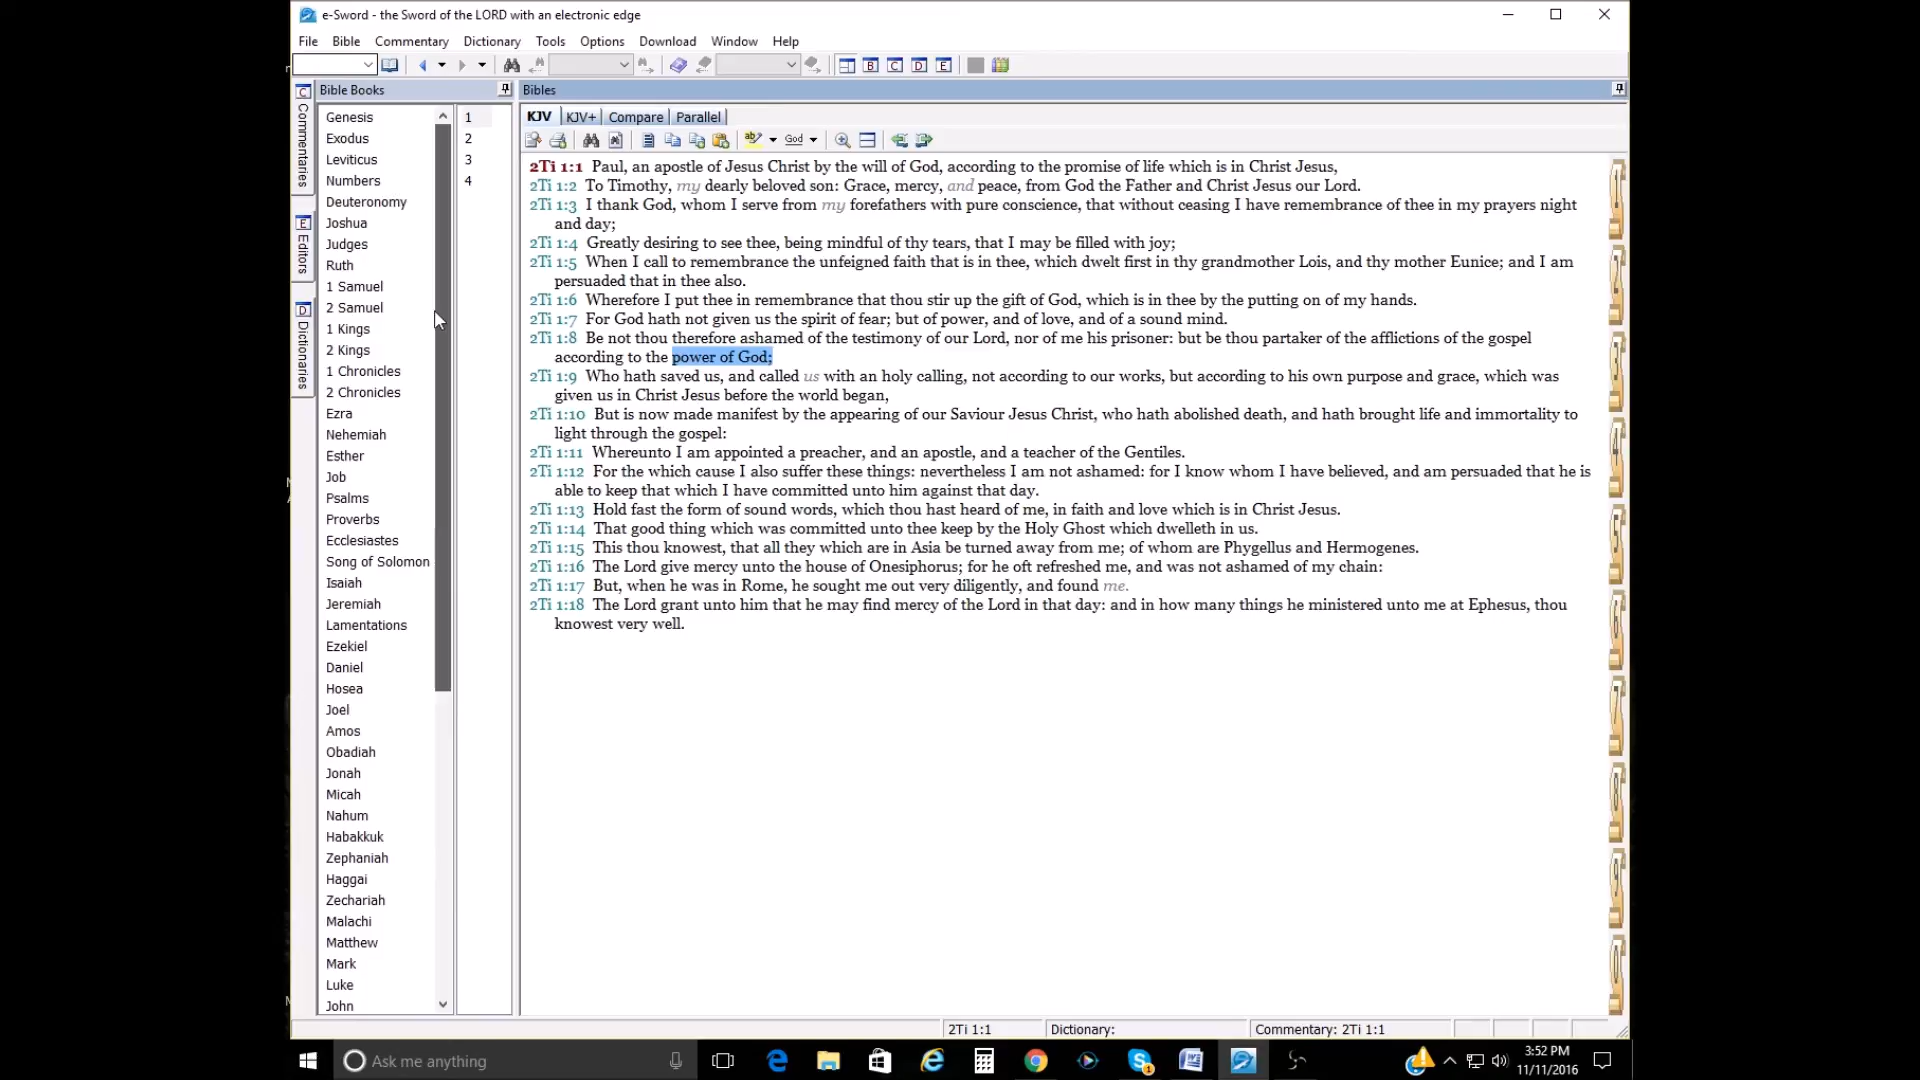 e-Sword - the Sword of the LORD with an electronic edge
File Bible Commentary Dictionary Tools Options Download Window Help
B C D E
Bible Books
Bibles
C Commentaries
E Editors
D Dictionaries
Genesis
Exodus
Leviticus
Numbers
Deuteronomy
Joshua
Judges
Ruth
1 Samuel
2 Samuel
1 Kings
2 Kings
1 Chronicles
2 Chronicles
Ezra
Nehemiah
Esther
Job
Psalms
Proverbs
Ecclesiastes
Song of Solomon
Isaiah
Jeremiah
Lamentations
Ezekiel
Daniel
Hosea
Joel
Amos
Obadiah
Jonah
Micah
Nahum
Habakkuk
Zephaniah
Haggai
Zechariah
Malachi
Matthew
Mark
Luke
John
1
2
3
4
KJV KJV+ Compare Parallel
ab God
2Ti 1:1 Paul, an apostle of Jesus Christ by the will of God, according to the promise of life which is in Christ Jesus,
2Ti 1:2 To Timothy, my dearly beloved son: Grace, mercy, and peace, from God the Father and Christ Jesus our Lord.
2Ti 1:3 I thank God, whom I serve from my forefathers with pure conscience, that without ceasing I have remembrance of thee in my prayers night
and day;
2Ti 1:4 Greatly desiring to see thee, being mindful of thy tears, that I may be filled with joy;
2Ti 1:5 When I call to remembrance the unfeigned faith that is in thee, which dwelt first in thy grandmother Lois, and thy mother Eunice; and I am
persuaded that in thee also.
2Ti 1:6 Wherefore I put thee in remembrance that thou stir up the gift of God, which is in thee by the putting on of my hands.
2Ti 1:7 For God hath not given us the spirit of fear; but of power, and of love, and of a sound mind.
2Ti 1:8 Be not thou therefore ashamed of the testimony of our Lord, nor of me his prisoner: but be thou partaker of the afflictions of the gospel
according to the power of God;
2Ti 1:9 Who hath saved us, and called us with an holy calling, not according to our works, but according to his own purpose and grace, which was
given us in Christ Jesus before the world began,
2Ti 1:10 But is now made manifest by the appearing of our Saviour Jesus Christ, who hath abolished death, and hath brought life and immortality to
light through the gospel:
2Ti 1:11 Whereunto I am appointed a preacher, and an apostle, and a teacher of the Gentiles.
2Ti 1:12 For the which cause I also suffer these things: nevertheless I am not ashamed: for I know whom I have believed, and am persuaded that he is
able to keep that which I have committed unto him against that day.
2Ti 1:13 Hold fast the form of sound words, which thou hast heard of me, in faith and love which is in Christ Jesus.
2Ti 1:14 That good thing which was committed unto thee keep by the Holy Ghost which dwelleth in us.
2Ti 1:15 This thou knowest, that all they which are in Asia be turned away from me; of whom are Phygellus and Hermogenes.
2Ti 1:16 The Lord give mercy unto the house of Onesiphorus; for he oft refreshed me, and was not ashamed of my chain:
2Ti 1:17 But, when he was in Rome, he sought me out very diligently, and found me.
2Ti 1:18 The Lord grant unto him that he may find mercy of the Lord in that day: and in how many things he ministered unto me at Ephesus, thou
knowest very well.
2Ti 1:1 Dictionary: Commentary: 2Ti 1:1
Ask me anything
3:52 PM
11/11/2016